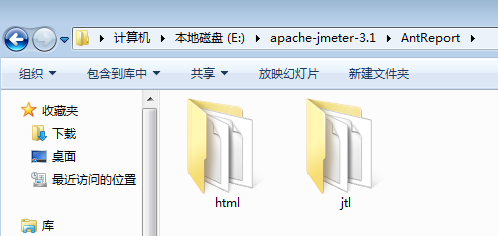 计算机 本地磁盘 (E:) apache-jmeter-3.1 AntReport
组织 包含到库中 共享 放映幻灯片 新建文件夹
收藏夹
下载
桌面
最近访问的位置
库
html jtl